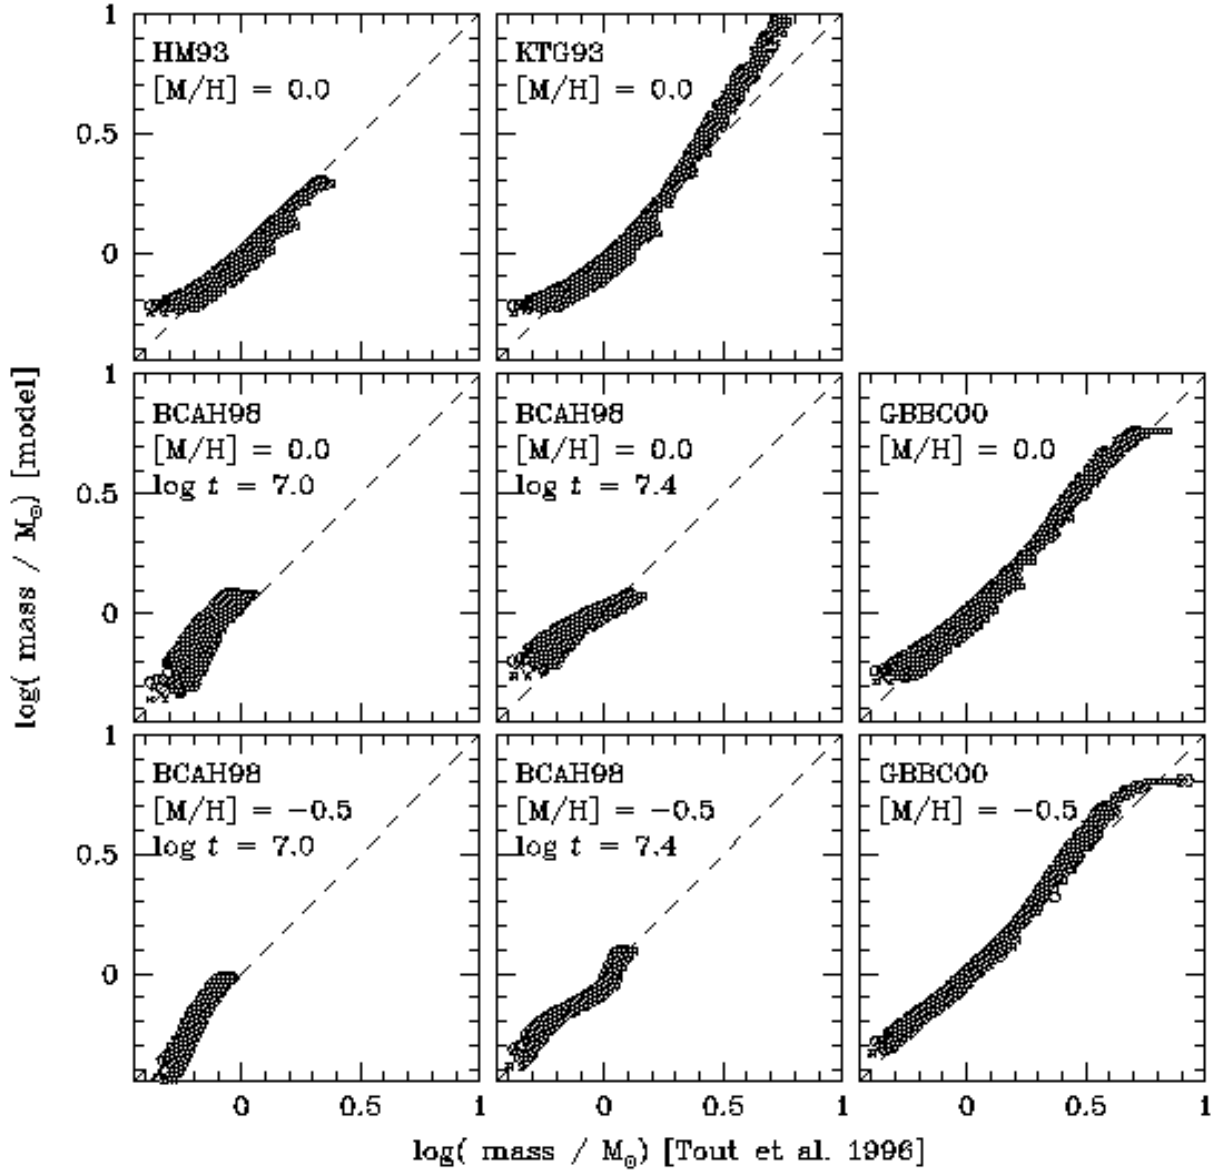 1
HM93
[M/H] = 0.0
KTG93
[M/H] = 0.0
0.5
0
1
BCAH98
[M/H] = 0.0
log t = 7.0
BCAH98
[M/H] = 0.0
log t = 7.4
GBBC00
[M/H] = 0.0
0.5
0
1
BCAH98
[M/H] = −0.5
log t = 7.0
BCAH98
[M/H] = −0.5
log t = 7.4
GBBC00
[M/H] = −0.5
0.5
0
0 0.5 1 0 0.5 1 0 0.5 1
log( mass / M⊙) [model]
log( mass / M⊙) [Tout et al. 1996]